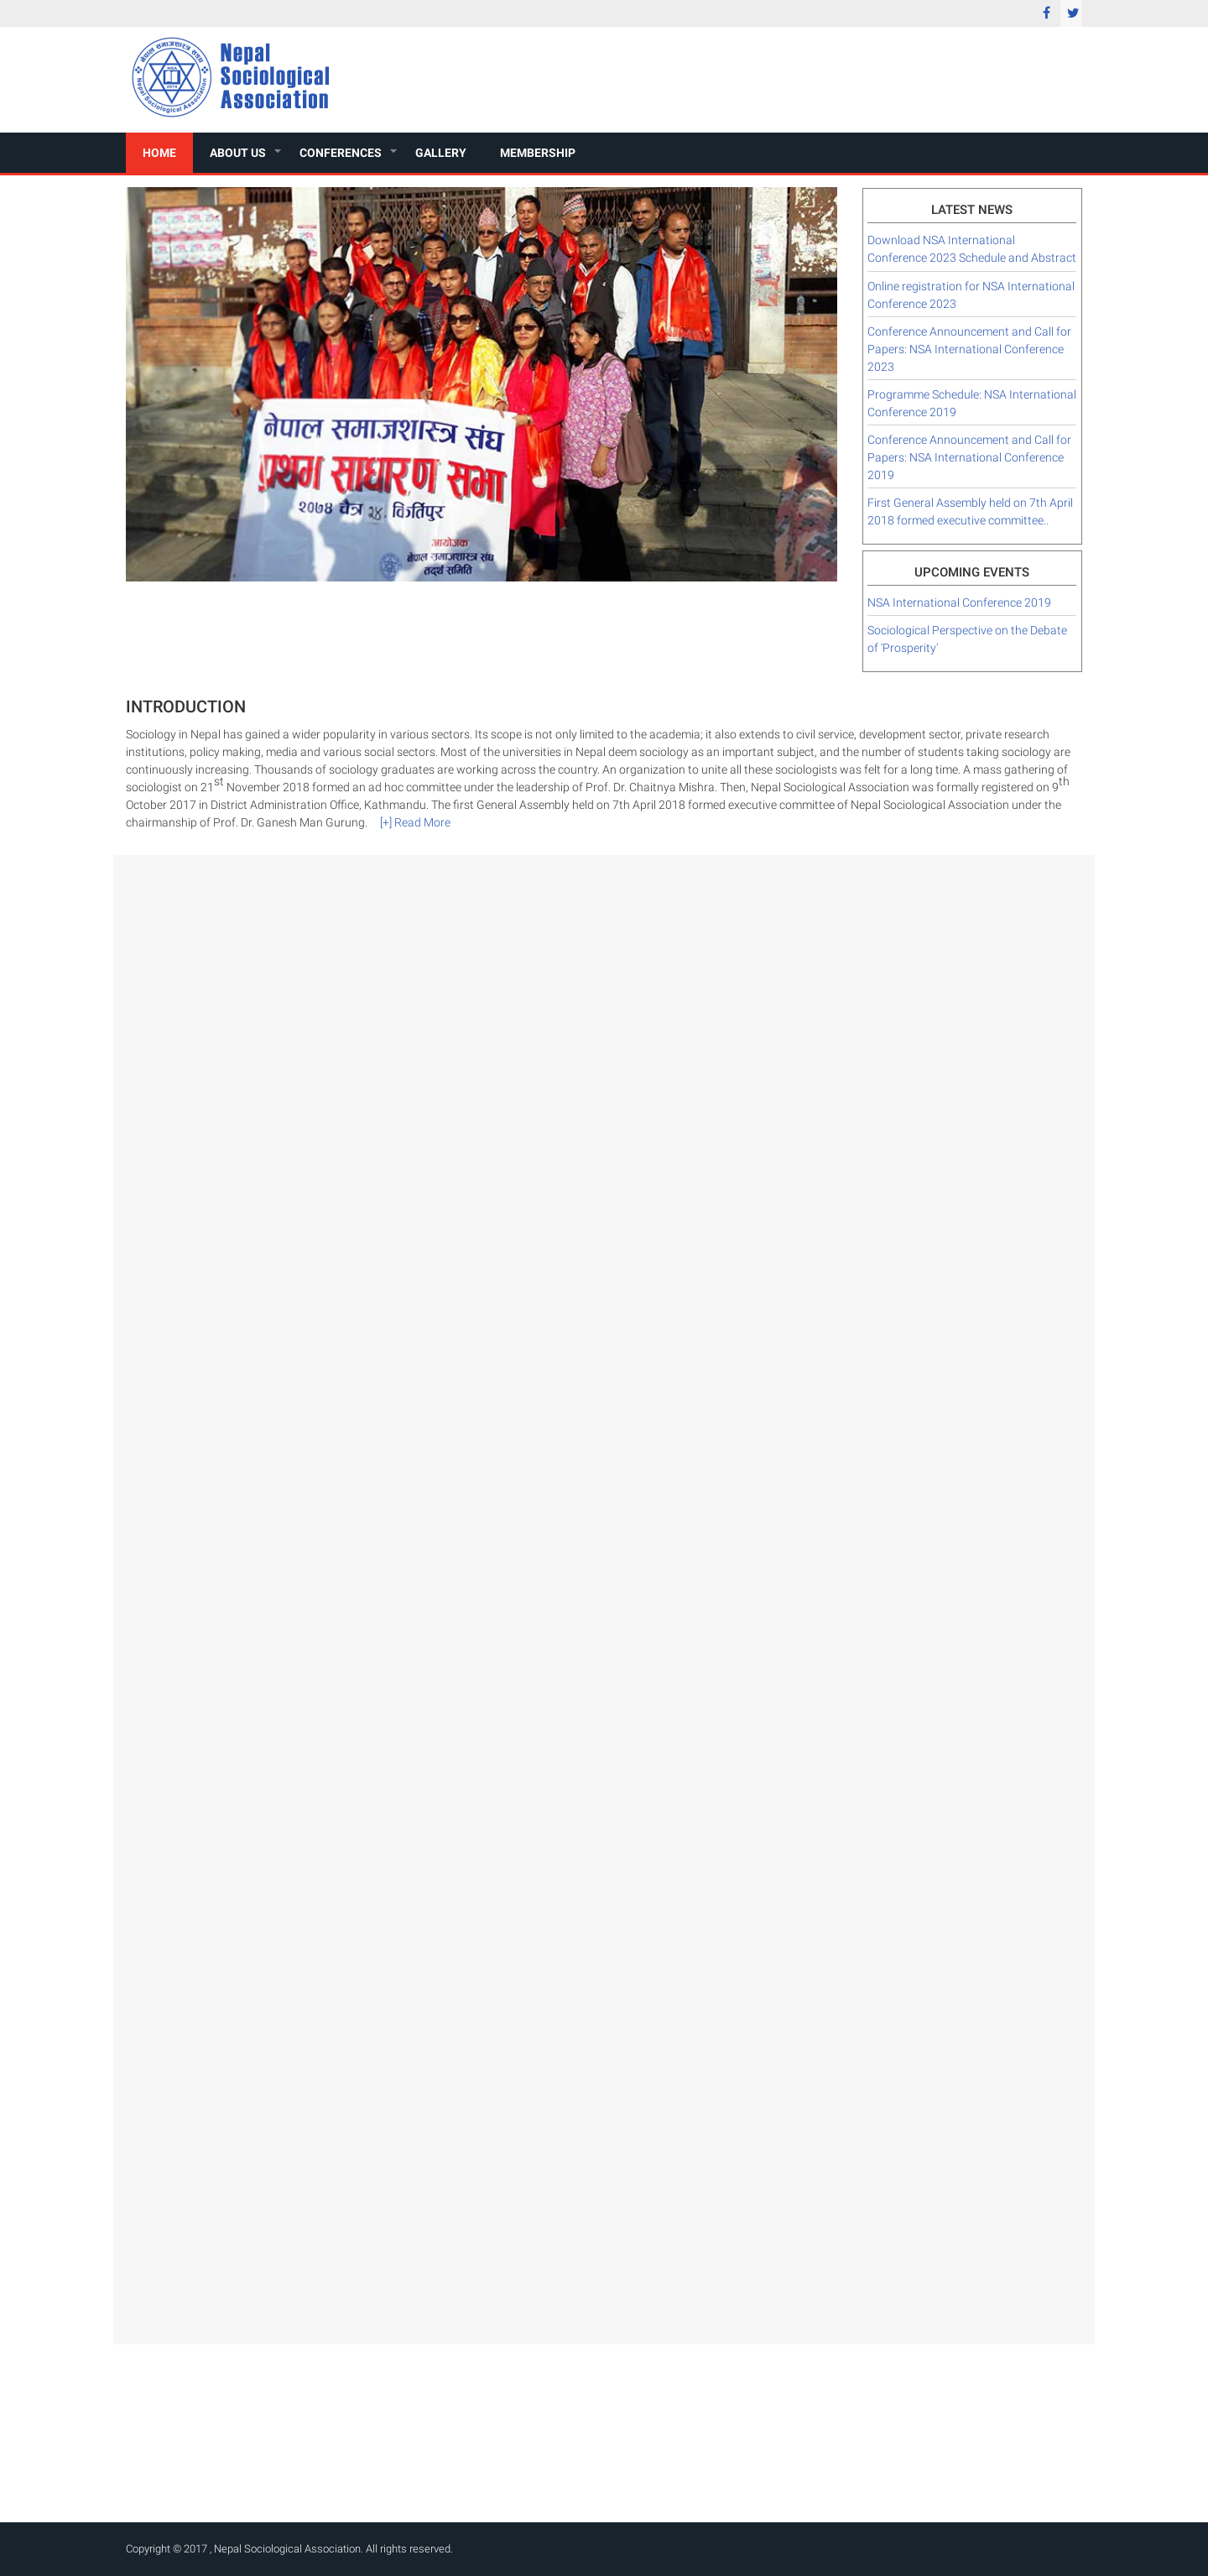 नेपाल समाजशास्त्र संघ
Nepal Sociological Association
NSA
Nepal
Sociological
Association
HOME
ABOUT US
CONFERENCES
GALLERY
MEMBERSHIP
नेपाल समाजशास्त्र संघ
प्रथम साधारण सभा
२०७४ चैत्र २४, किर्तिपुर
आयोजक
नेपाल समाजशास्त्र संघ
तदर्थ समिति
LATEST NEWS
Download NSA International
Conference 2023 Schedule and Abstract
Online registration for NSA International
Conference 2023
Conference Announcement and Call for
Papers: NSA International Conference
2023
Programme Schedule: NSA International
Conference 2019
Conference Announcement and Call for
Papers: NSA International Conference
2019
First General Assembly held on 7th April
2018 formed executive committee..
UPCOMING EVENTS
NSA International Conference 2019
Sociological Perspective on the Debate
of 'Prosperity'
INTRODUCTION
Sociology in Nepal has gained a wider popularity in various sectors. Its scope is not only limited to the academia; it also extends to civil service, development sector, private research
institutions, policy making, media and various social sectors. Most of the universities in Nepal deem sociology as an important subject, and the number of students taking sociology are
continuously increasing. Thousands of sociology graduates are working across the country. An organization to unite all these sociologists was felt for a long time. A mass gathering of
sociologist on 21st November 2018 formed an ad hoc committee under the leadership of Prof. Dr. Chaitnya Mishra. Then, Nepal Sociological Association was formally registered on 9th
October 2017 in District Administration Office, Kathmandu. The first General Assembly held on 7th April 2018 formed executive committee of Nepal Sociological Association under the
chairmanship of Prof. Dr. Ganesh Man Gurung. [+] Read More
Copyright © 2017 , Nepal Sociological Association. All rights reserved.